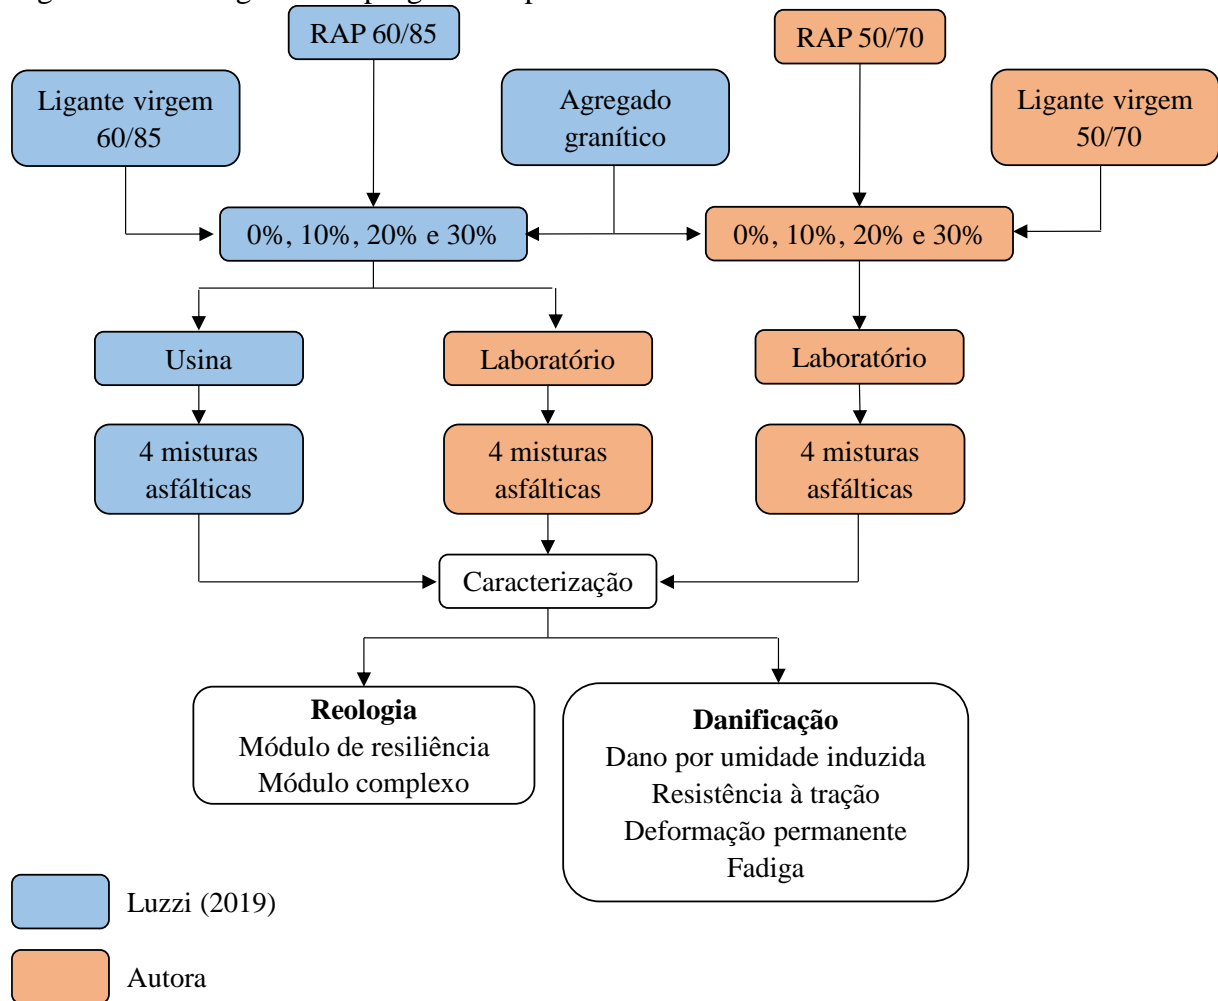 RAP 60/85
RAP 50/70
Ligante virgem
60/85
Agregado
granítico
Ligante virgem
50/70
0%, 10%, 20% e 30%
0%, 10%, 20% e 30%
Usina
Laboratório
Laboratório
4 misturas
asfálticas
4 misturas
asfálticas
4 misturas
asfálticas
Caracterização
Reologia
Módulo de resiliência
Módulo complexo
Danificação
Dano por umidade induzida
Resistência à tração
Deformação permanente
Fadiga
Luzzi (2019)
Autora